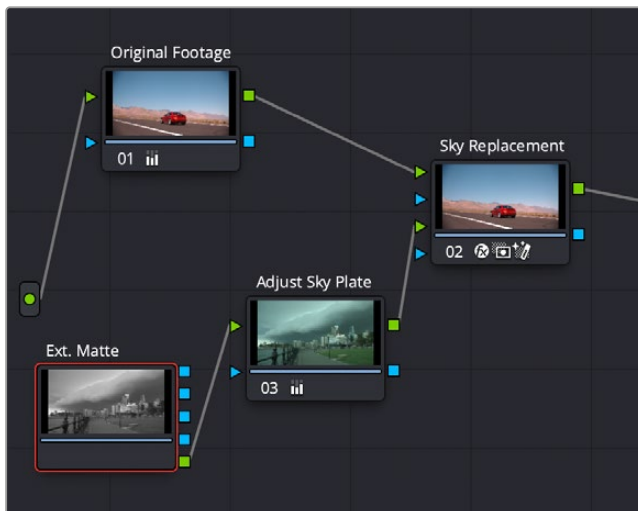 Original Footage
01
Sky Replacement
02
Adjust Sky Plate
03
Ext. Matte